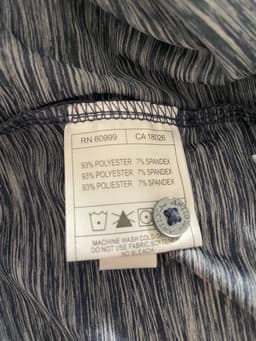 RN 60999 CA 18026
93% POLYESTER 7% SPANDEX
93% POLYESTER 7% SPANDEX
93% POLIESTER 7% SPANDEX
MACHINE WASH COLD
DO NOT USE FABRIC SOFTENER
NO BLEACH